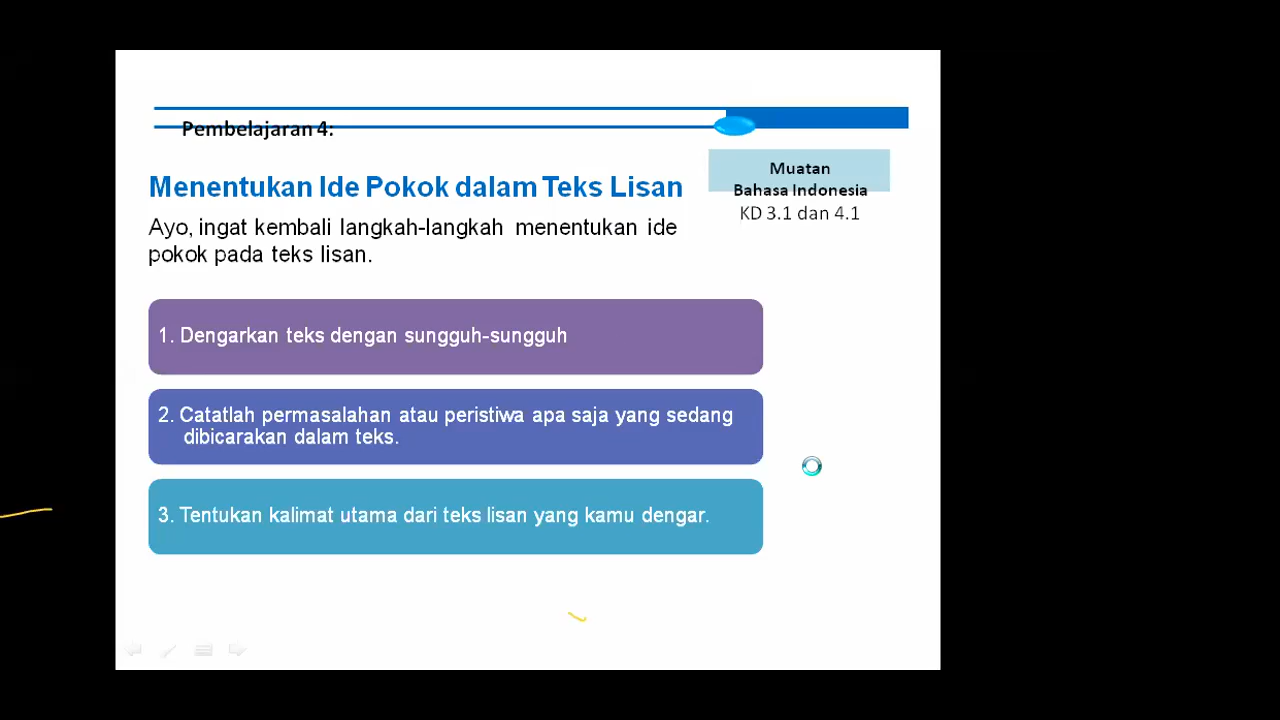 Pembelajaran 4:
Menentukan Ide Pokok dalam Teks Lisan
Muatan
Bahasa Indonesia
KD 3.1 dan 4.1
Ayo, ingat kembali langkah-langkah menentukan ide
pokok pada teks lisan.
1. Dengarkan teks dengan sungguh-sungguh
2. Catatlah permasalahan atau peristiwa apa saja yang sedang
dibicarakan dalam teks.
3. Tentukan kalimat utama dari teks lisan yang kamu dengar.